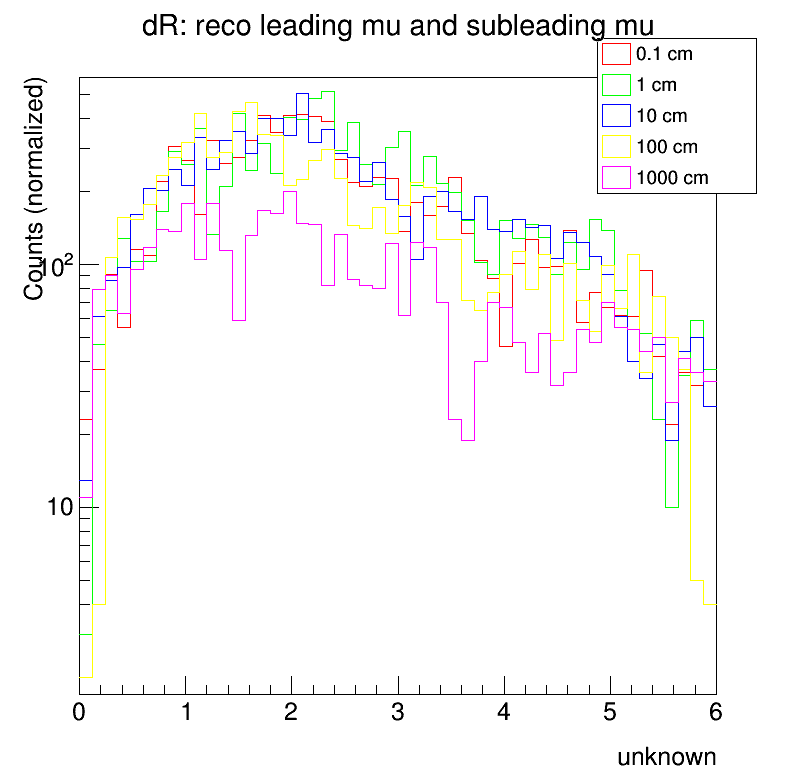 dR: reco leading mu and subleading mu
0.1 cm
1 cm
10 cm
100 cm
1000 cm
Counts (normalized)
10²
10
0 1 2 3 4 5 6
unknown